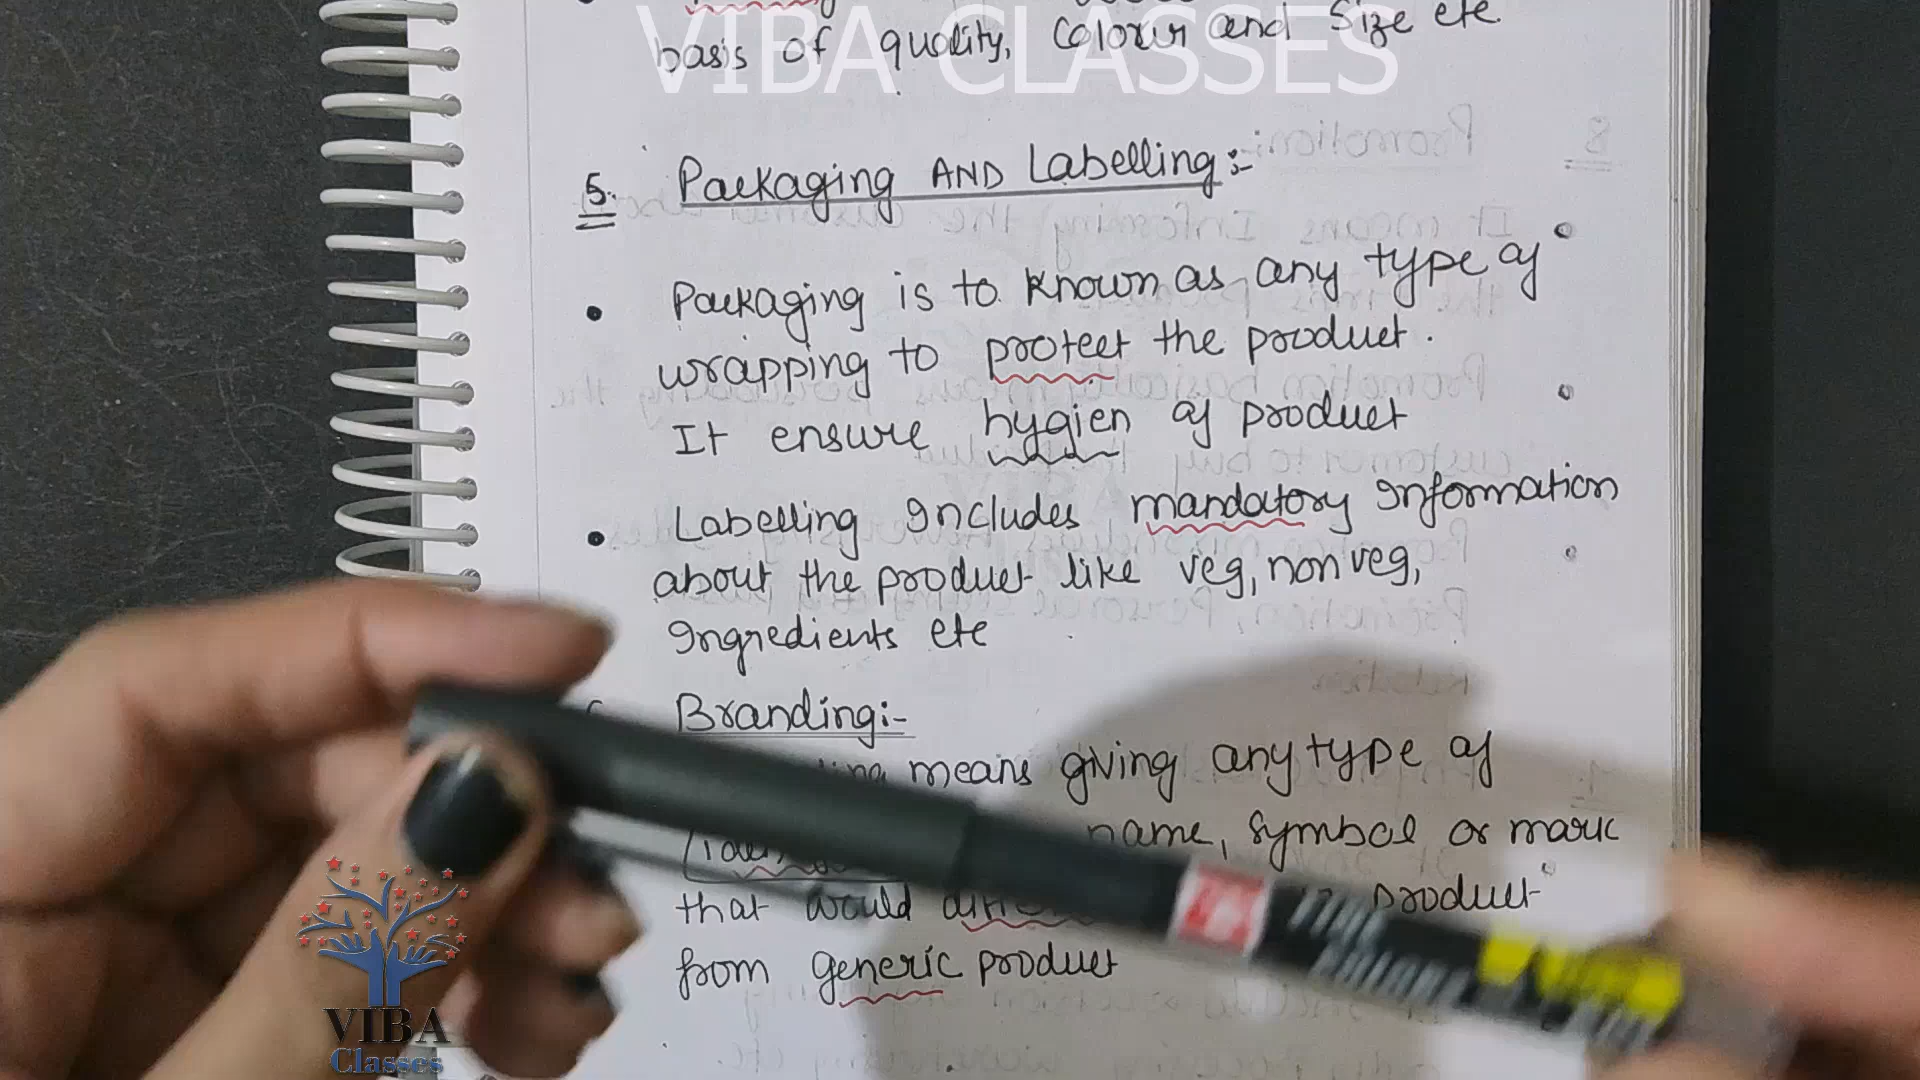 basis of quality, Colour and Size etc
VIBA CLASSES
5. Packaging AND Labelling:-
• Packaging is to known as any type of
wrapping to protect the product.
It ensure hygien of product
• Labelling Includes mandatory Information
about the product like veg, non veg,
Ingredients etc
Branding:-
means giving any type of
name, Symbol or mark
that would product
from generic product
VIBA
Classes